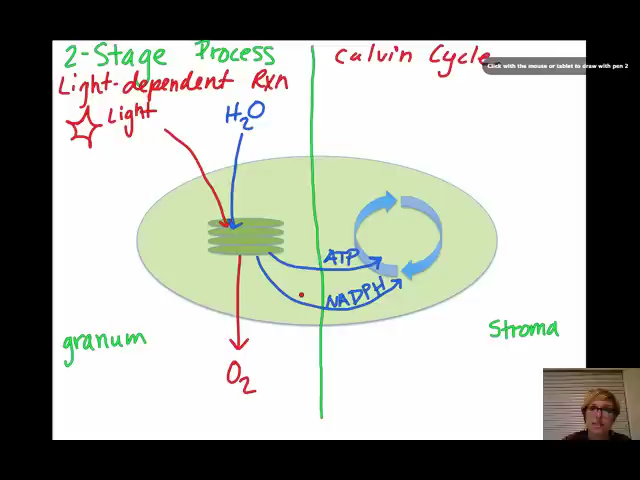 2-Stage Process
Calvin Cycle
Click with the mouse or tablet to draw with pen 2
Light-dependent Rxn
Light
H2O
ATP
NADPH
granum
Stroma
O2